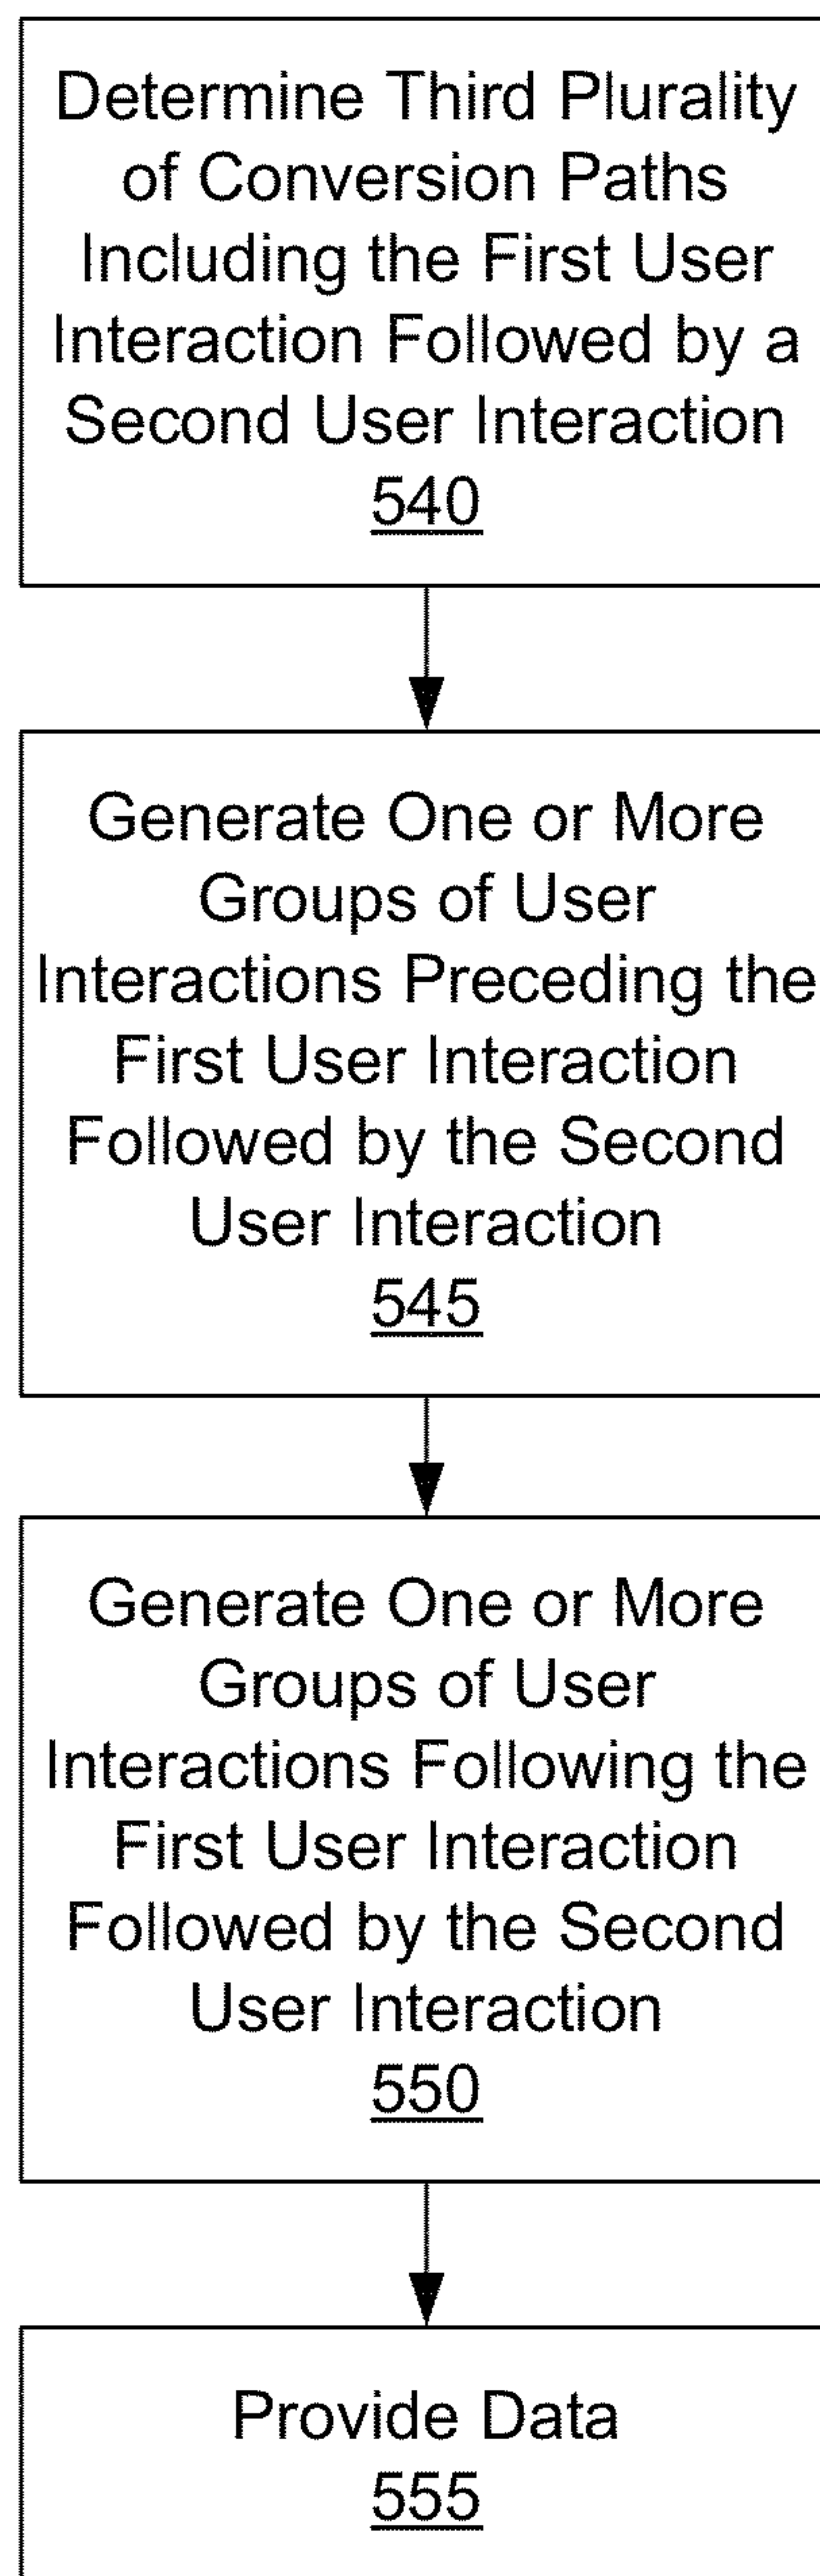 Determine Third Plurality
of Conversion Paths
Including the First User
Interaction Followed by a
Second User Interaction
540
Generate One or More
Groups of User
Interactions Preceding the
First User Interaction
Followed by the Second
User Interaction
545
Generate One or More
Groups of User
Interactions Following the
First User Interaction
Followed by the Second
User Interaction
550
Provide Data
555